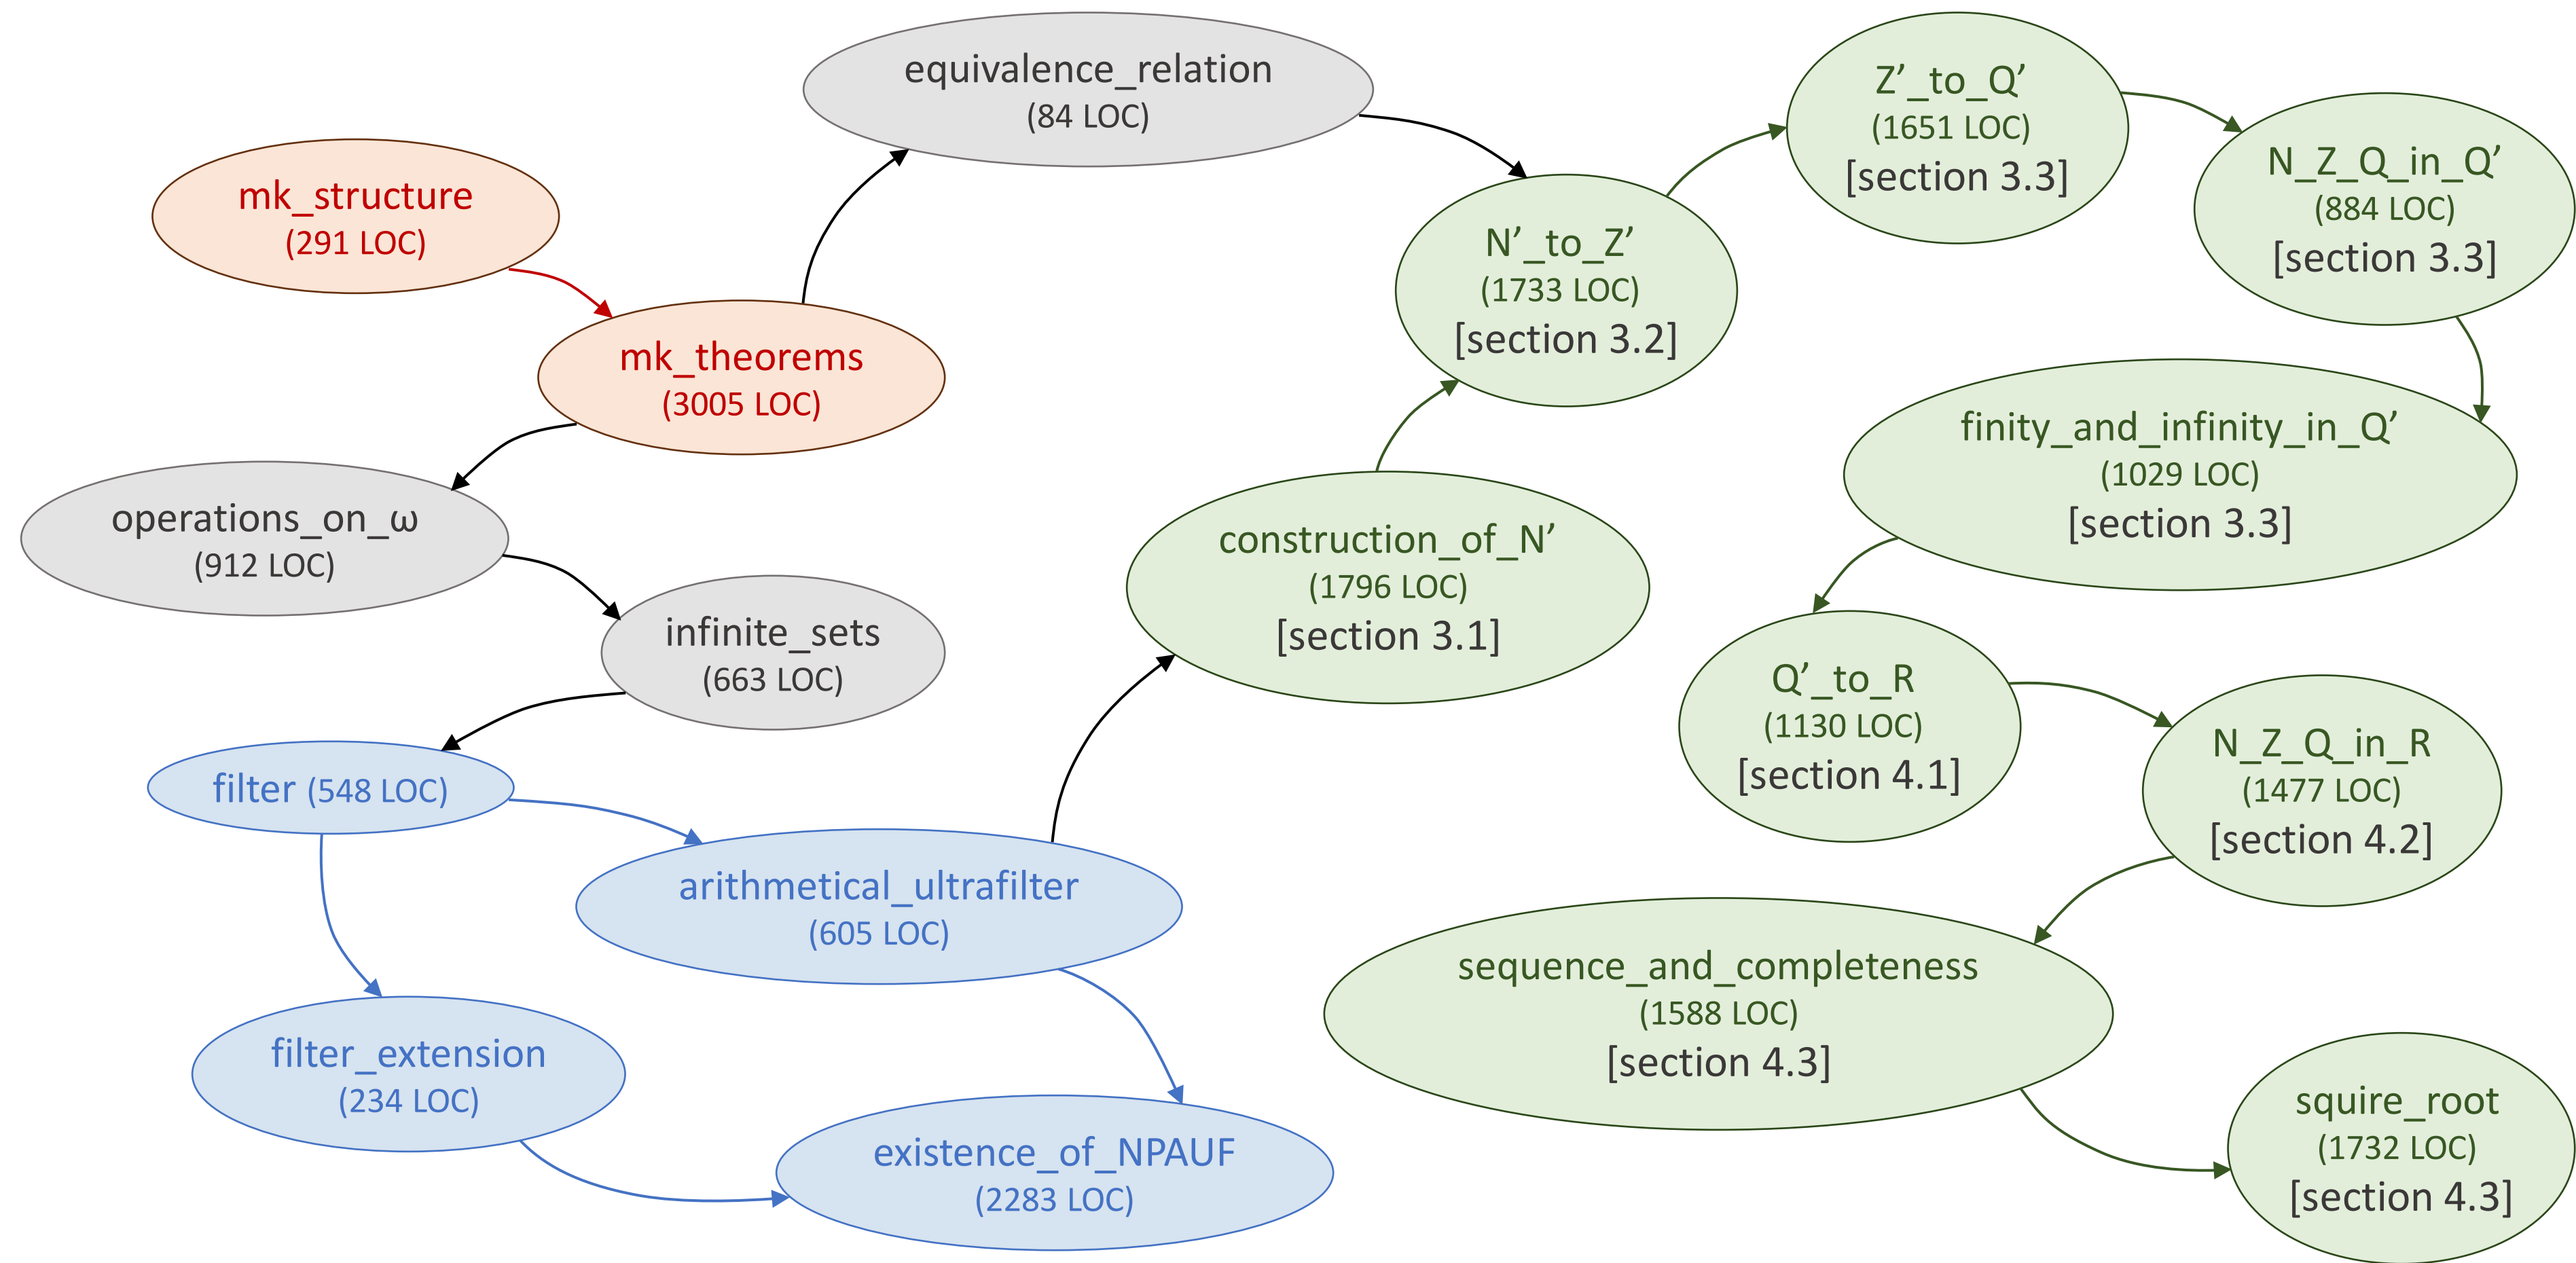 equivalence_relation
(84 LOC)
Z’_to_Q’
(1651 LOC)
[section 3.3]
N_Z_Q_in_Q’
(884 LOC)
[section 3.3]
mk_structure
(291 LOC)
N’_to_Z’
(1733 LOC)
[section 3.2]
mk_theorems
(3005 LOC)
finity_and_infinity_in_Q’
(1029 LOC)
[section 3.3]
operations_on_ω
(912 LOC)
construction_of_N’
(1796 LOC)
[section 3.1]
infinite_sets
(663 LOC)
Q’_to_R
(1130 LOC)
[section 4.1]
N_Z_Q_in_R
(1477 LOC)
[section 4.2]
filter (548 LOC)
arithmetical_ultrafilter
(605 LOC)
sequence_and_completeness
(1588 LOC)
[section 4.3]
filter_extension
(234 LOC)
existence_of_NPAUF
(2283 LOC)
squire_root
(1732 LOC)
[section 4.3]